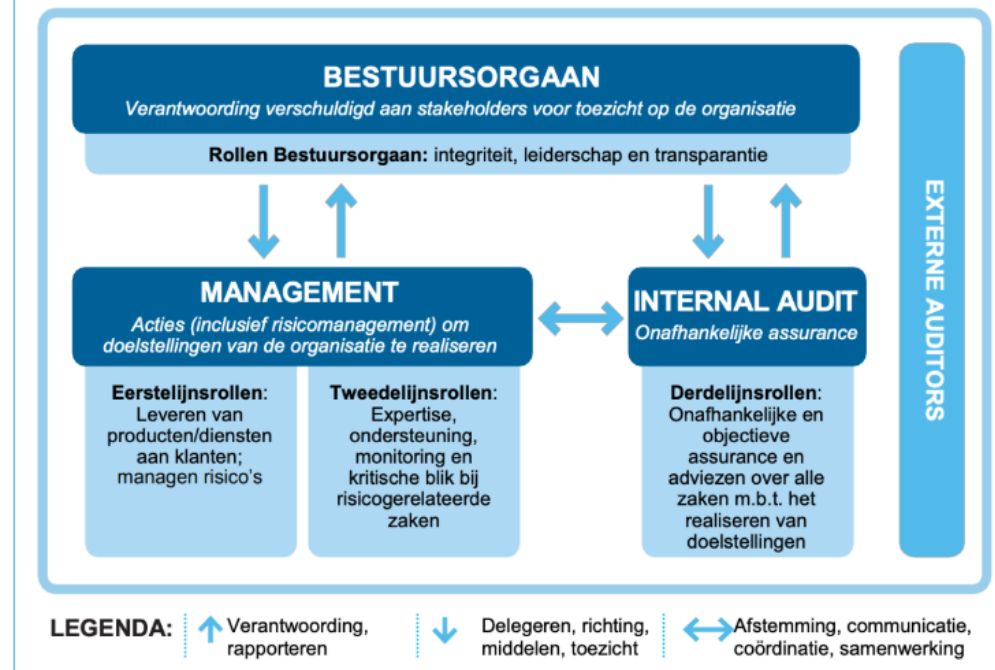 BESTUURSORGAAN
Verantwoording verschuldigd aan stakeholders voor toezicht op de organisatie
Rollen Bestuursorgaan: integriteit, leiderschap en transparantie
MANAGEMENT
Acties (inclusief risicomanagement) om
doelstellingen van de organisatie te realiseren
Eerstelijnsrollen:
Leveren van
producten/diensten
aan klanten;
managen risico's
Tweedelijnsrollen:
Expertise,
ondersteuning,
monitoring en
kritische blik bij
risicogerelateerde
zaken
INTERNAL AUDIT
Onafhankelijke assurance
Derdelijnsrollen:
Onafhankelijke en
objectieve
assurance en
adviezen over alle
zaken m.b.t. het
realiseren van
doelstellingen
EXTERNE AUDITORS
LEGENDA:
Verantwoording,
rapporteren
Delegeren, richting,
middelen, toezicht
Afstemming, communicatie,
coördinatie, samenwerking